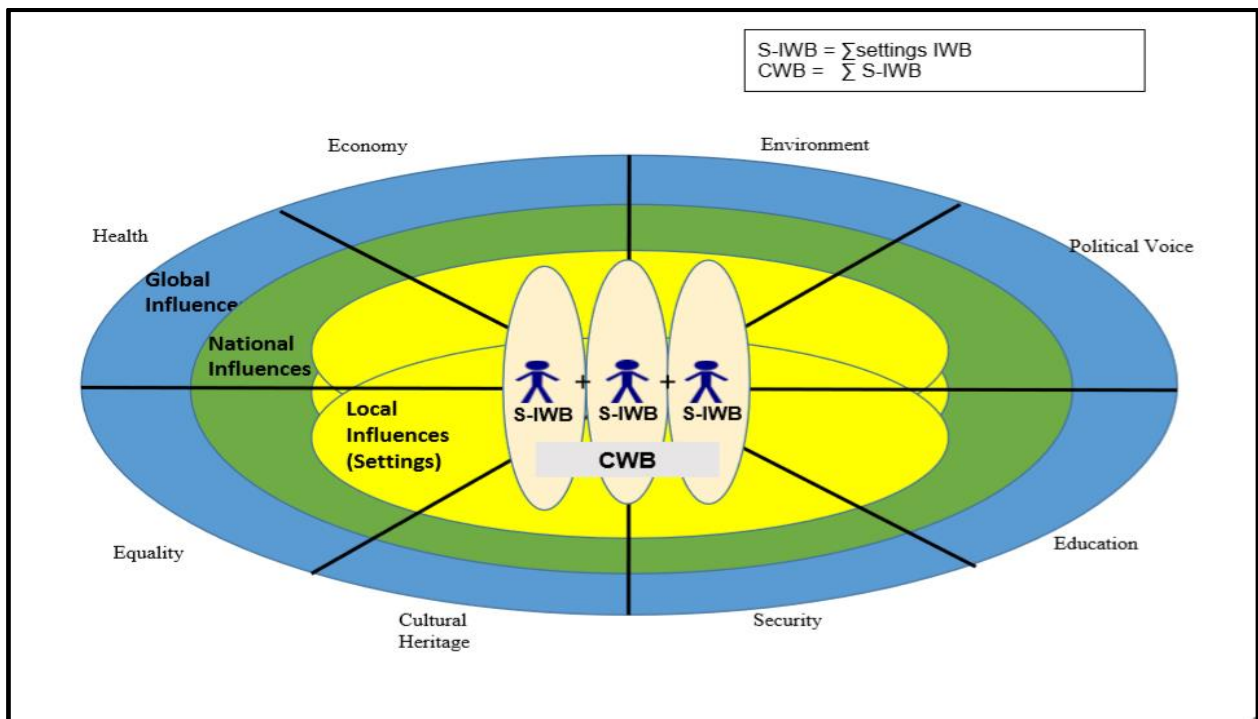 S-IWB = ∑settings IWB
CWB = ∑ S-IWB
Economy
Environment
Health
Political Voice
Global
Influence
National
Influences
+ +
S-IWB S-IWB S-IWB
Local
Influences
(Settings)
CWB
Equality
Education
Cultural
Heritage
Security